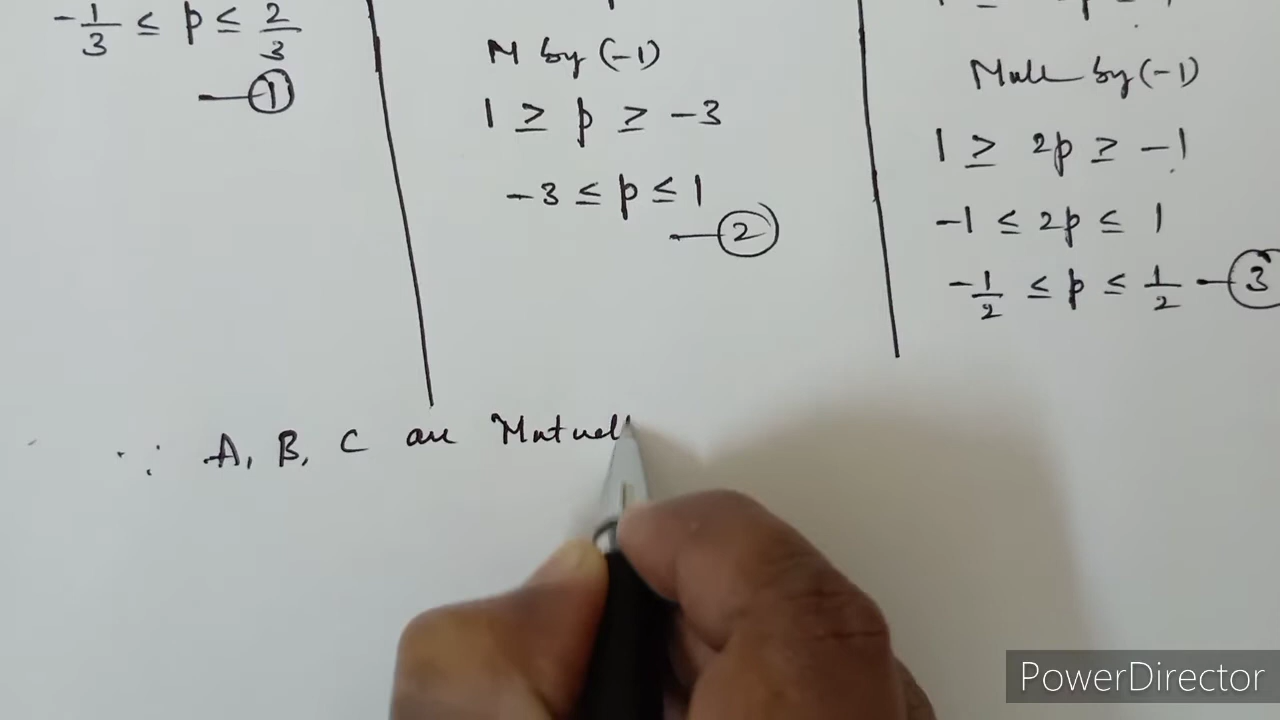 -1/3 ≤ p ≤ 2/3
— ①
M by (-1)
1 ≥ p ≥ -3
-3 ≤ p ≤ 1
— ②
Mull by (-1)
1 ≥ 2p ≥ -1
-1 ≤ 2p ≤ 1
-1/2 ≤ p ≤ 1/2 — ③
∵ A, B, C are Mutuall
PowerDirector